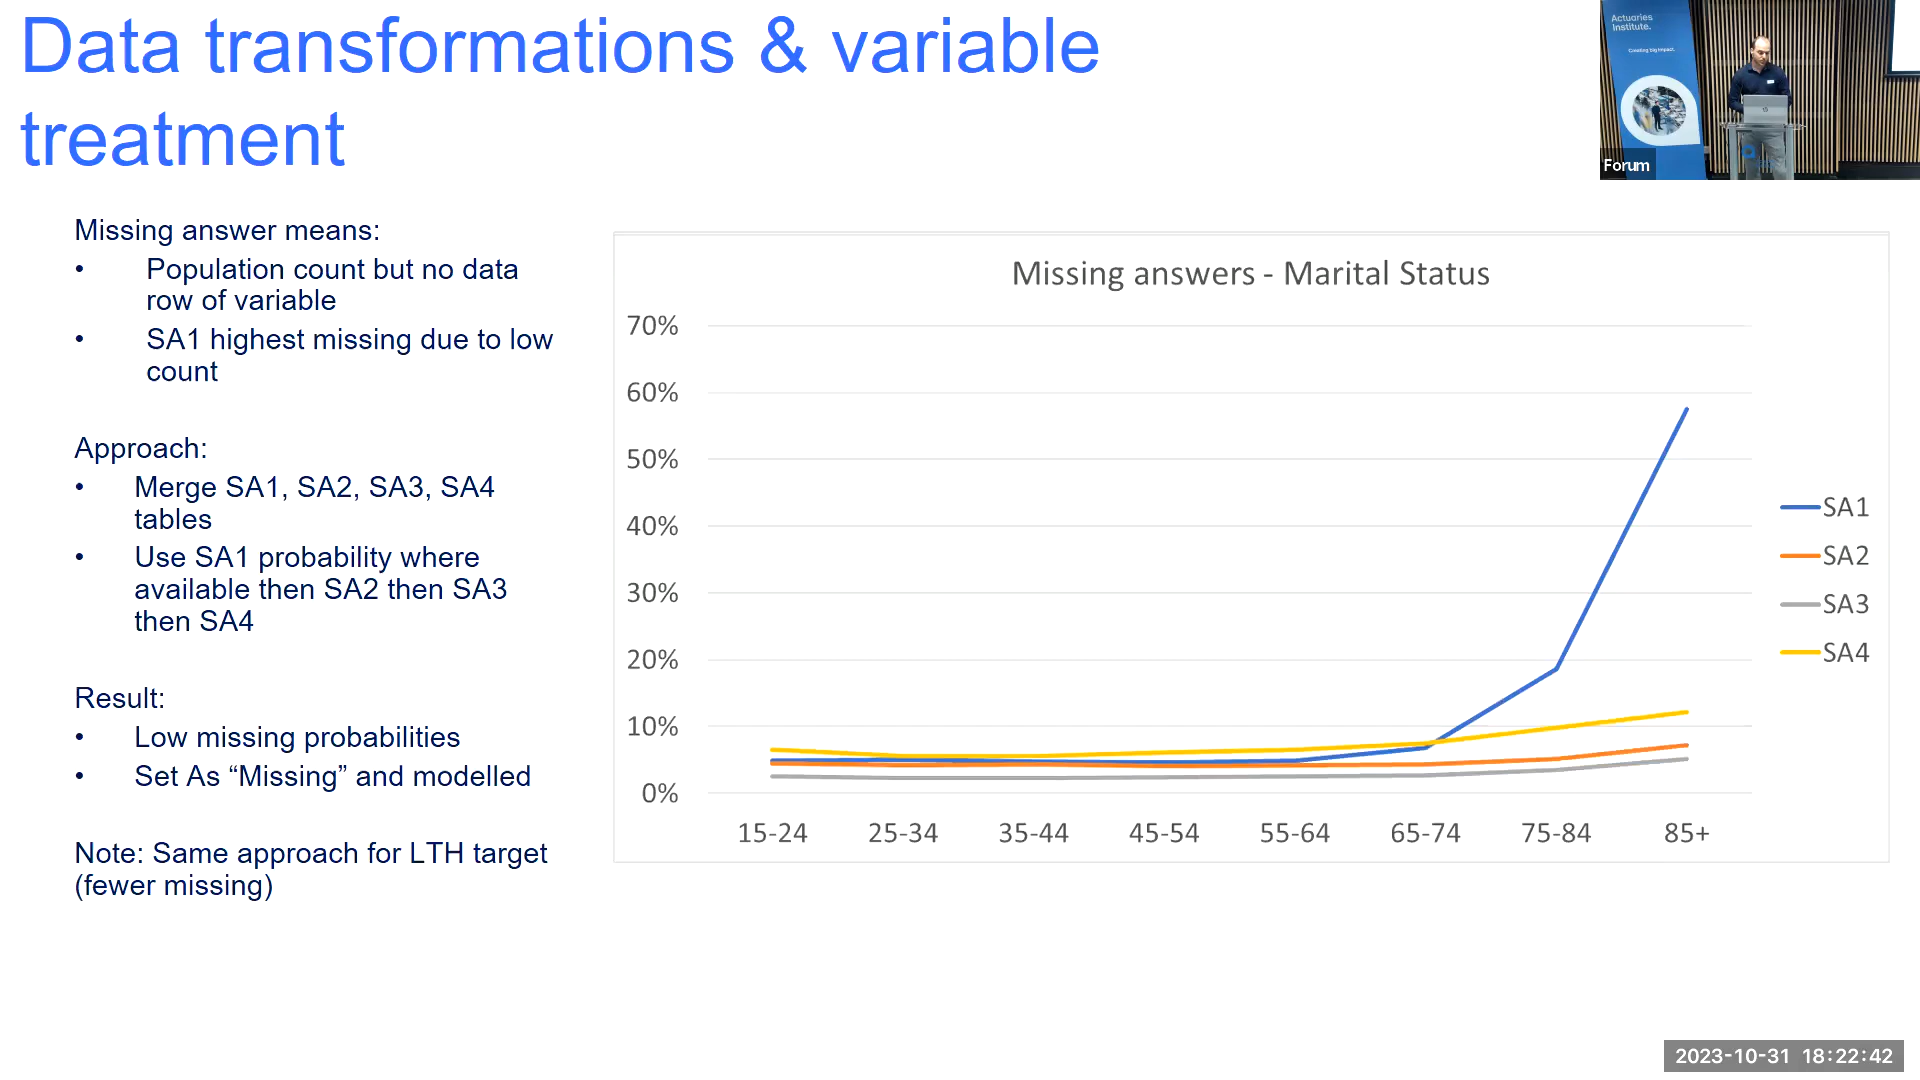 Data transformations & variable
treatment
Actuaries
Institute.
Creating big impact.
Forum
Missing answer means:
• Population count but no data
row of variable
• SA1 highest missing due to low
count
Approach:
• Merge SA1, SA2, SA3, SA4
tables
• Use SA1 probability where
available then SA2 then SA3
then SA4
Result:
• Low missing probabilities
• Set As “Missing” and modelled
Note: Same approach for LTH target
(fewer missing)
Missing answers - Marital Status
70%
60%
50%
40%
30%
20%
10%
0%
15-24 25-34 35-44 45-54 55-64 65-74 75-84 85+
SA1
SA2
SA3
SA4
2023-10-31 18:22:42